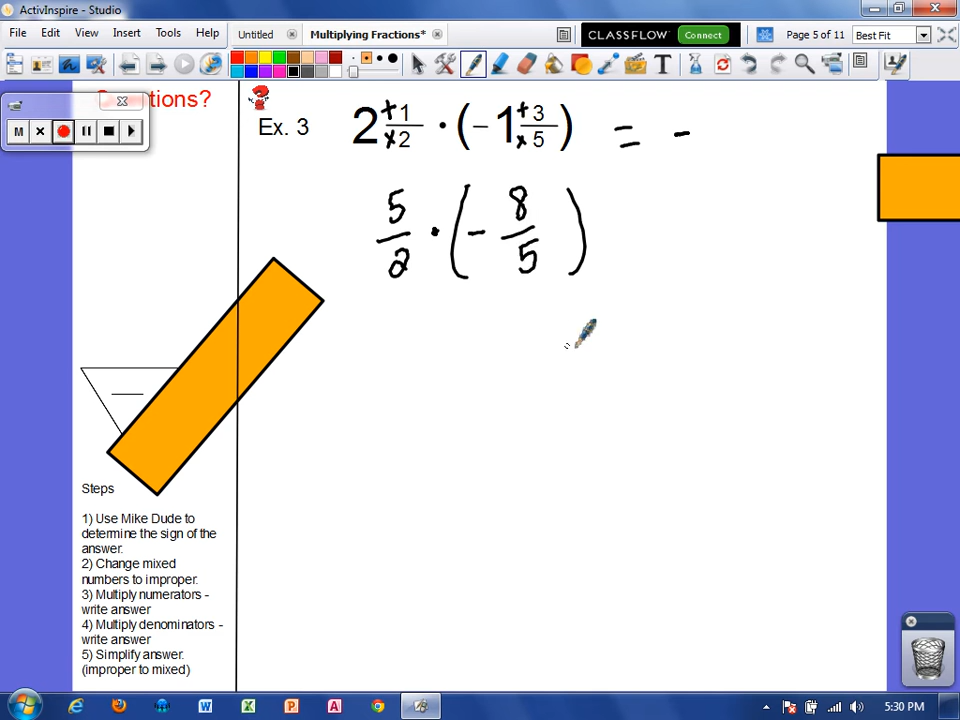 ActivInspire - Studio
File Edit View Insert Tools Help
Untitled
Multiplying Fractions*
CLASSFLOW
Connect
Page 5 of 11
Best Fit
M
tions?
Ex. 3
2 + 1/× 2 · (− 1 + 3/× 5) = -
5/2 · (- 8/5)
Steps
1) Use Mike Dude to
determine the sign of the
answer.
2) Change mixed
numbers to improper.
3) Multiply numerators -
write answer
4) Multiply denominators -
write answer
5) Simplify answer.
(improper to mixed)
5:30 PM